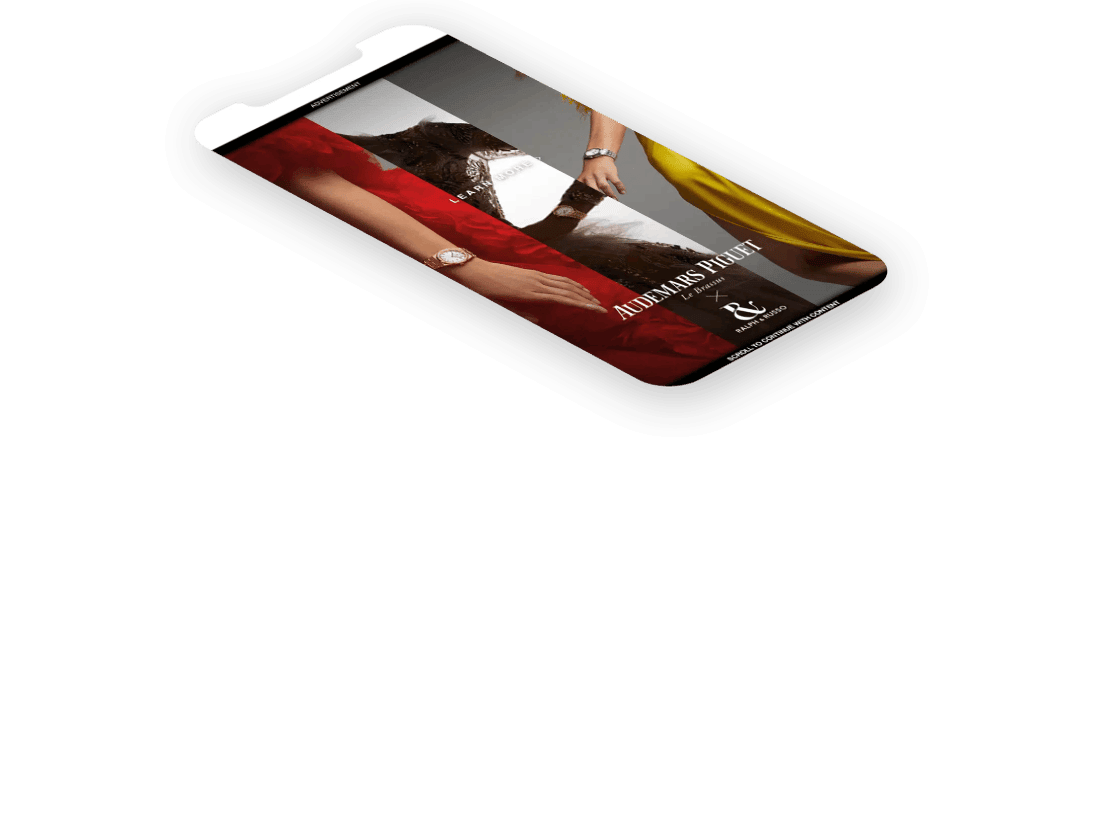 ADVERTISEMENT
LEARN MORE
AUDEMARS PIGUET
Le Brassus
R&
RALPH & RUSSO
SCROLL TO CONTINUE WITH CONTENT